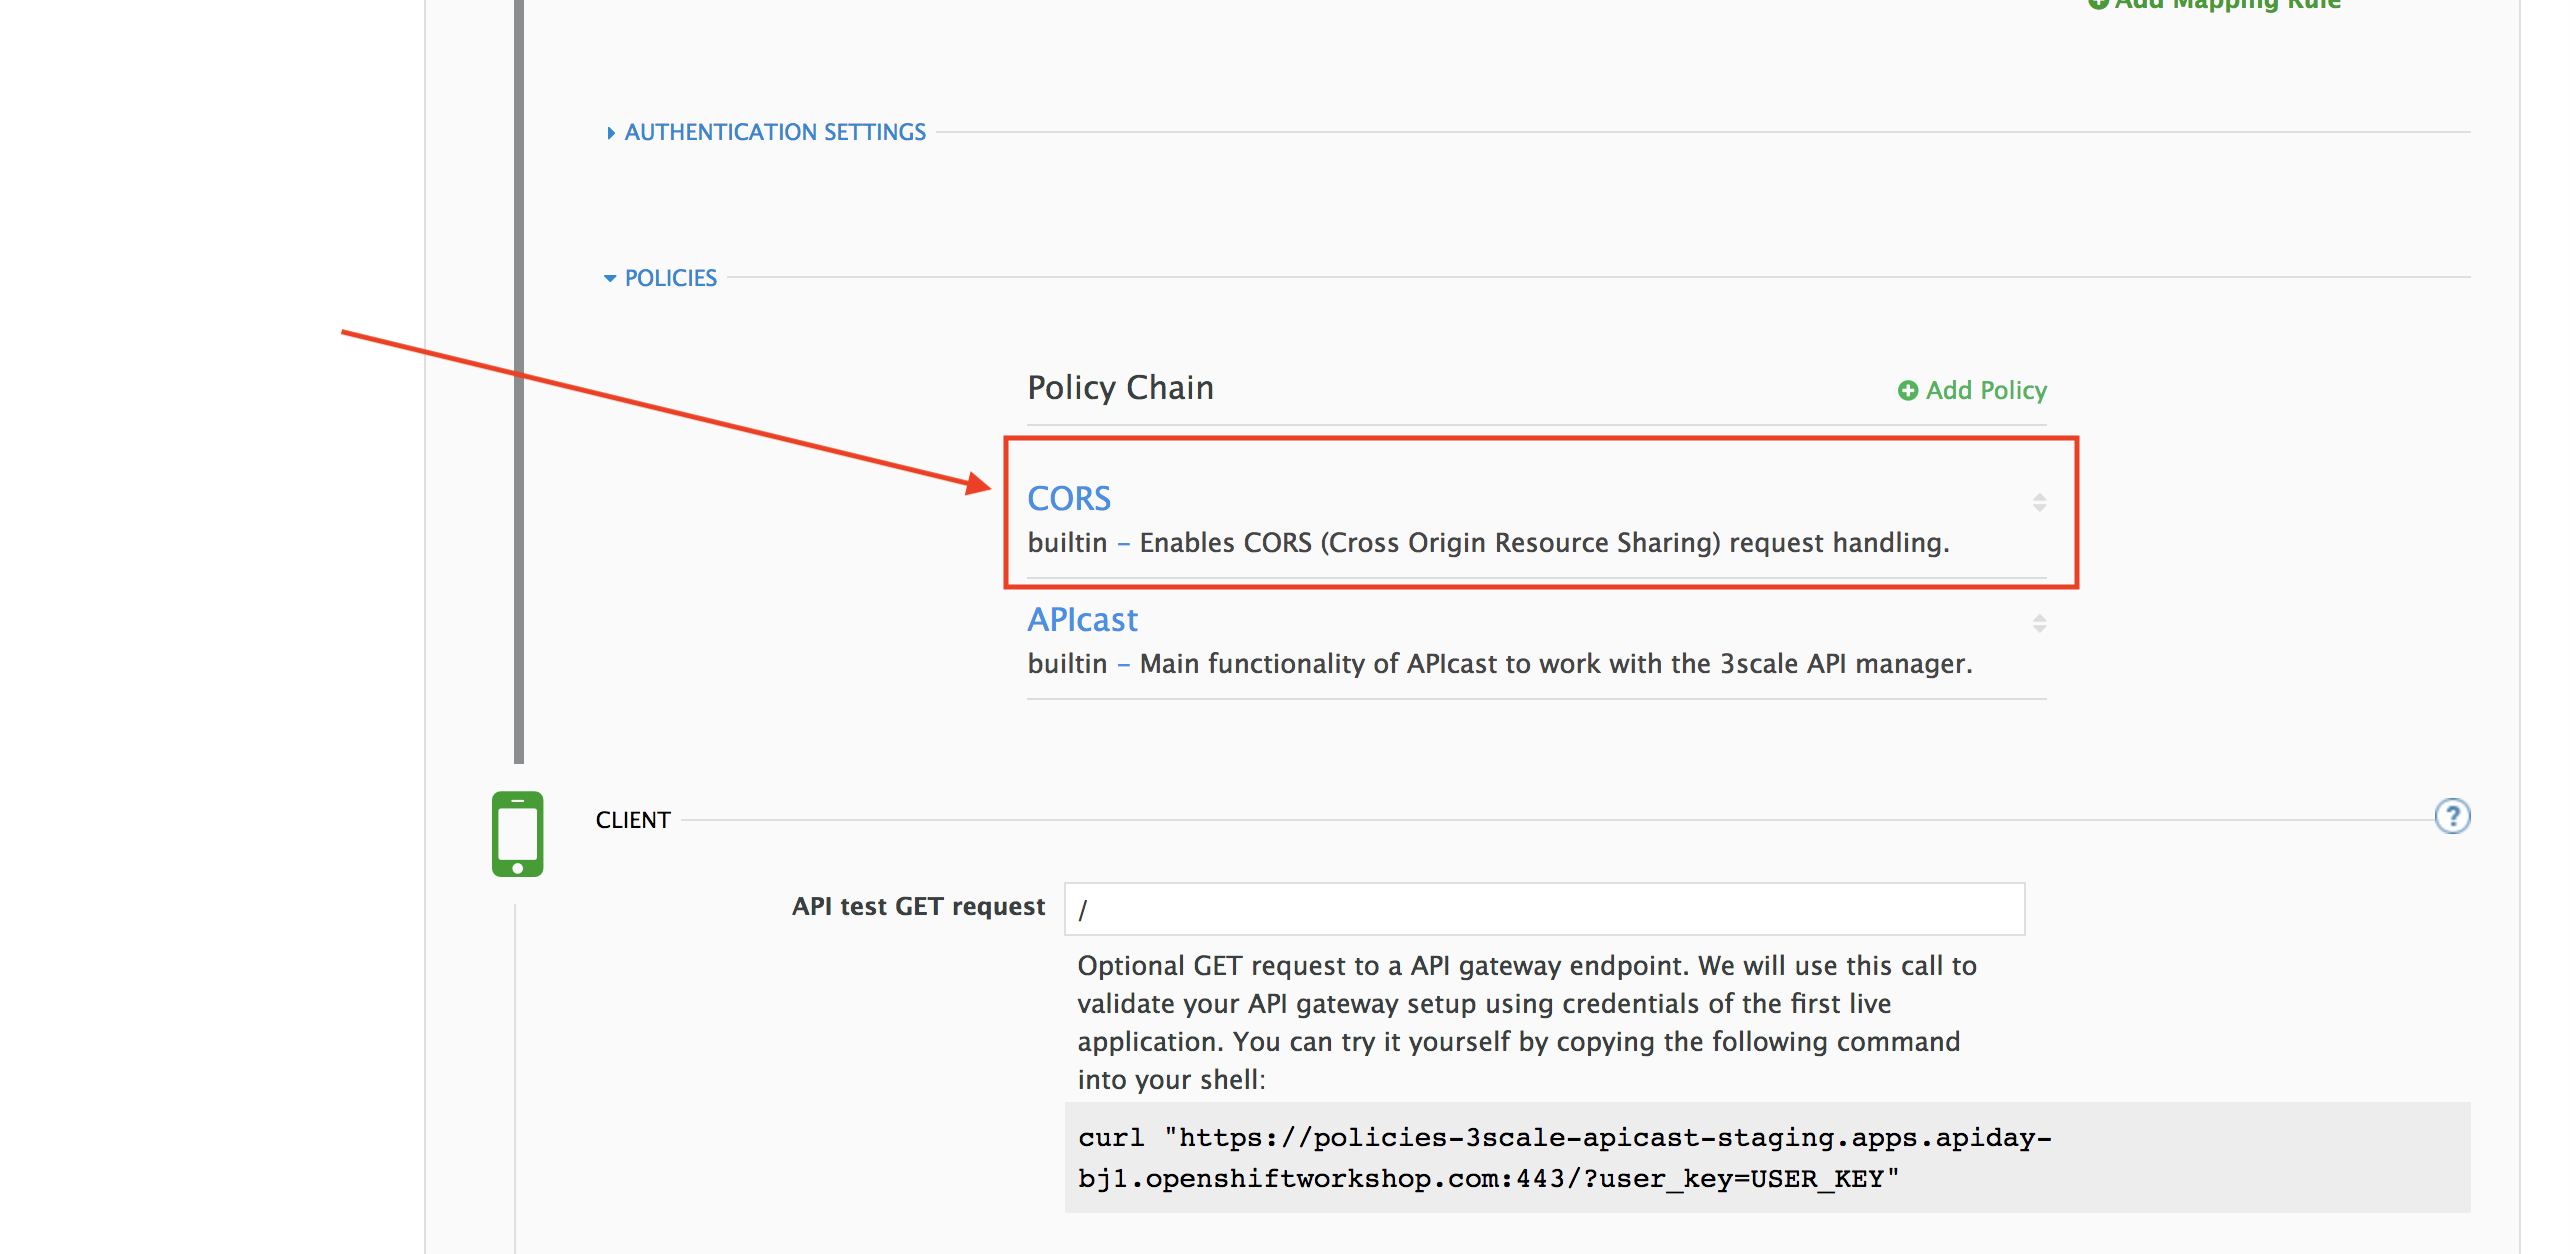 Add Mapping Rule
AUTHENTICATION SETTINGS
POLICIES
Policy Chain
Add Policy
CORS
builtin – Enables CORS (Cross Origin Resource Sharing) request handling.
APIcast
builtin – Main functionality of APIcast to work with the 3scale API manager.
CLIENT
?
API test GET request
/
Optional GET request to a API gateway endpoint. We will use this call to
validate your API gateway setup using credentials of the first live
application. You can try it yourself by copying the following command
into your shell:
curl "https://policies-3scale-apicast-staging.apps.apiday-
bj1.openshiftworkshop.com:443/?user_key=USER_KEY"